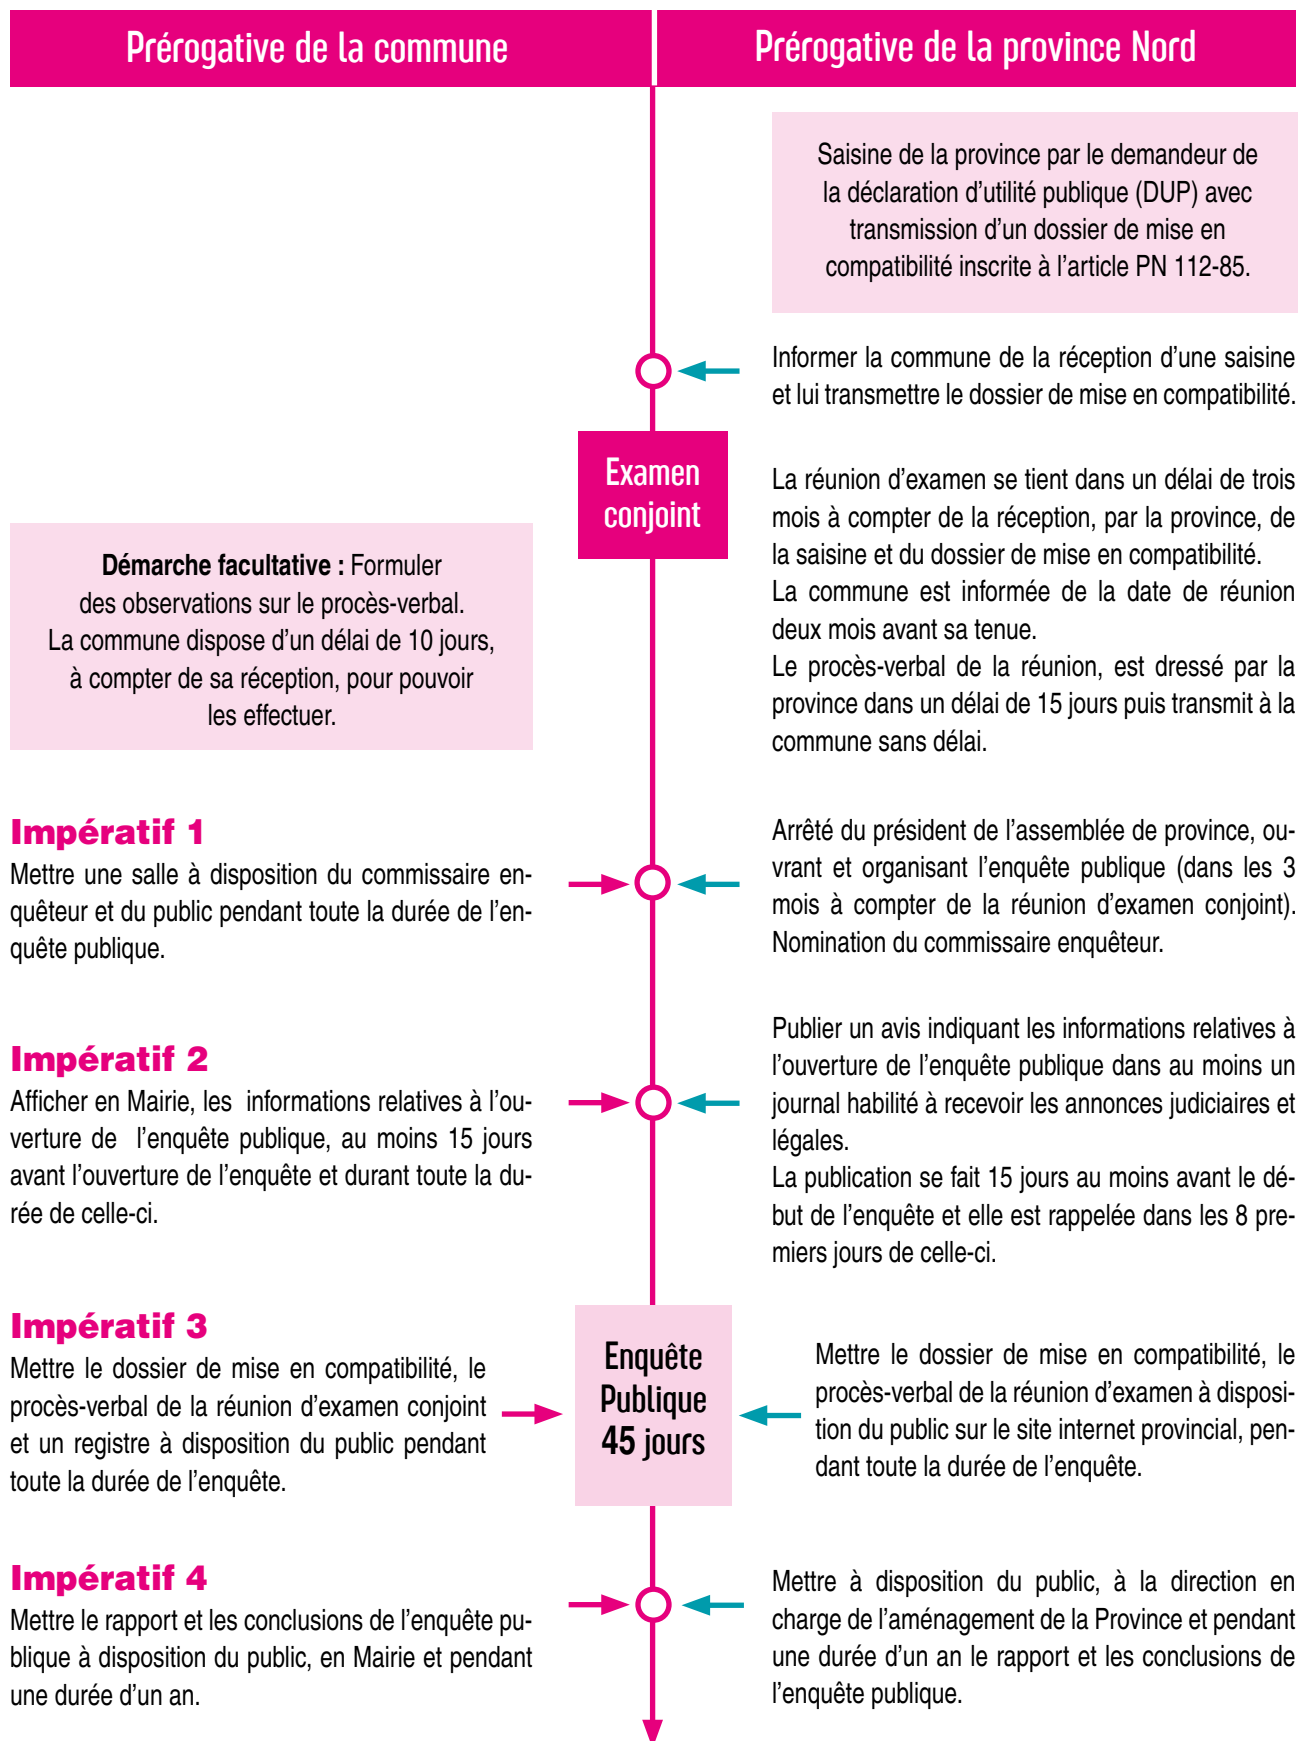 Prérogative de la commune
Prérogative de la province Nord
Saisine de la province par le demandeur de
la déclaration d'utilité publique (DUP) avec
transmission d'un dossier de mise en
compatibilité inscrite à l'article PN 112-85.
Informer la commune de la réception d'une saisine
et lui transmettre le dossier de mise en compatibilité.
Examen
conjoint
La réunion d'examen se tient dans un délai de trois
mois à compter de la réception, par la province, de
la saisine et du dossier de mise en compatibilité.
La commune est informée de la date de réunion
deux mois avant sa tenue.
Le procès-verbal de la réunion, est dressé par la
province dans un délai de 15 jours puis transmit à la
commune sans délai.
Démarche facultative : Formuler
des observations sur le procès-verbal.
La commune dispose d'un délai de 10 jours,
à compter de sa réception, pour pouvoir
les effectuer.
Impératif 1
Mettre une salle à disposition du commissaire en-
quêteur et du public pendant toute la durée de l'en-
quête publique.
Arrêté du président de l'assemblée de province, ou-
vrant et organisant l'enquête publique (dans les 3
mois à compter de la réunion d'examen conjoint).
Nomination du commissaire enquêteur.
Impératif 2
Afficher en Mairie, les informations relatives à l'ou-
verture de l'enquête publique, au moins 15 jours
avant l'ouverture de l'enquête et durant toute la du-
rée de celle-ci.
Publier un avis indiquant les informations relatives à
l'ouverture de l'enquête publique dans au moins un
journal habilité à recevoir les annonces judiciaires et
légales.
La publication se fait 15 jours au moins avant le dé-
but de l'enquête et elle est rappelée dans les 8 pre-
miers jours de celle-ci.
Impératif 3
Mettre le dossier de mise en compatibilité, le
procès-verbal de la réunion d'examen conjoint
et un registre à disposition du public pendant
toute la durée de l'enquête.
Enquête
Publique
45 jours
Mettre le dossier de mise en compatibilité, le
procès-verbal de la réunion d'examen à disposi-
tion du public sur le site internet provincial, pen-
dant toute la durée de l'enquête.
Impératif 4
Mettre le rapport et les conclusions de l'enquête pu-
blique à disposition du public, en Mairie et pendant
une durée d'un an.
Mettre à disposition du public, à la direction en
charge de l'aménagement de la Province et pendant
une durée d'un an le rapport et les conclusions de
l'enquête publique.